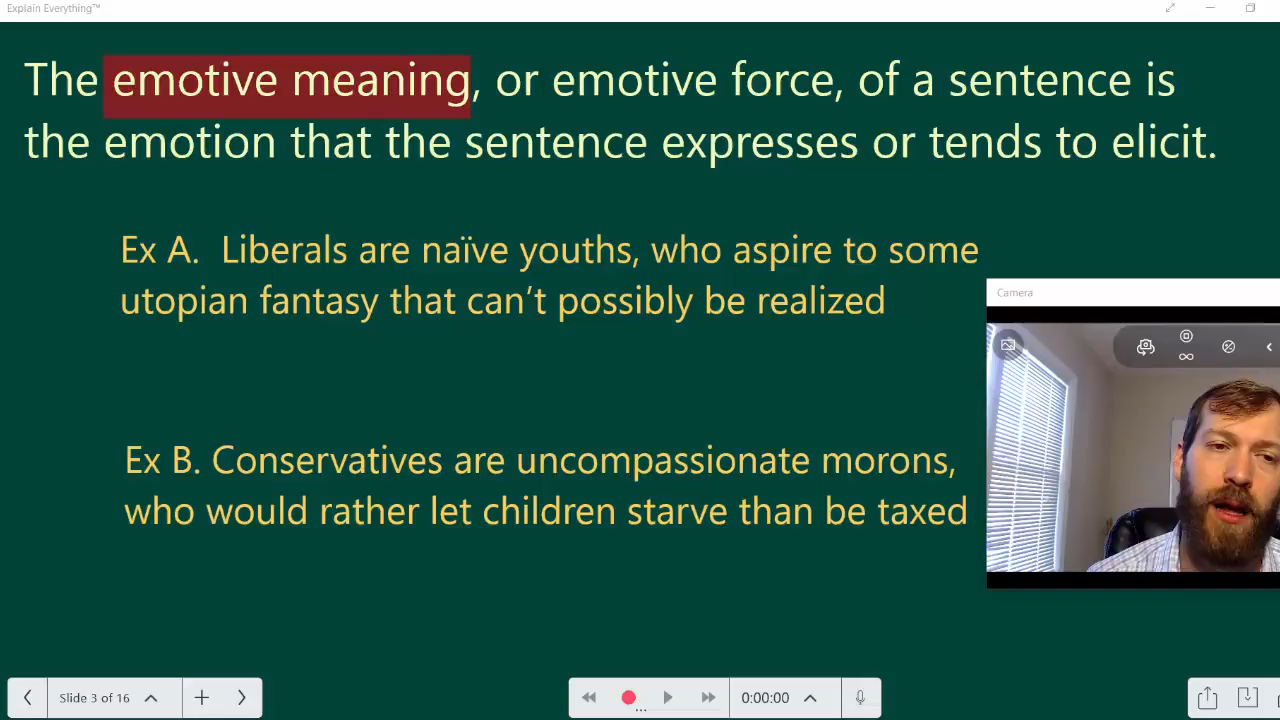 Explain Everything™
The emotive meaning, or emotive force, of a sentence is
the emotion that the sentence expresses or tends to elicit.
Ex A. Liberals are naïve youths, who aspire to some
utopian fantasy that can't possibly be realized
Camera
Ex B. Conservatives are uncompassionate morons,
who would rather let children starve than be taxed
Slide 3 of 16
0:00:00